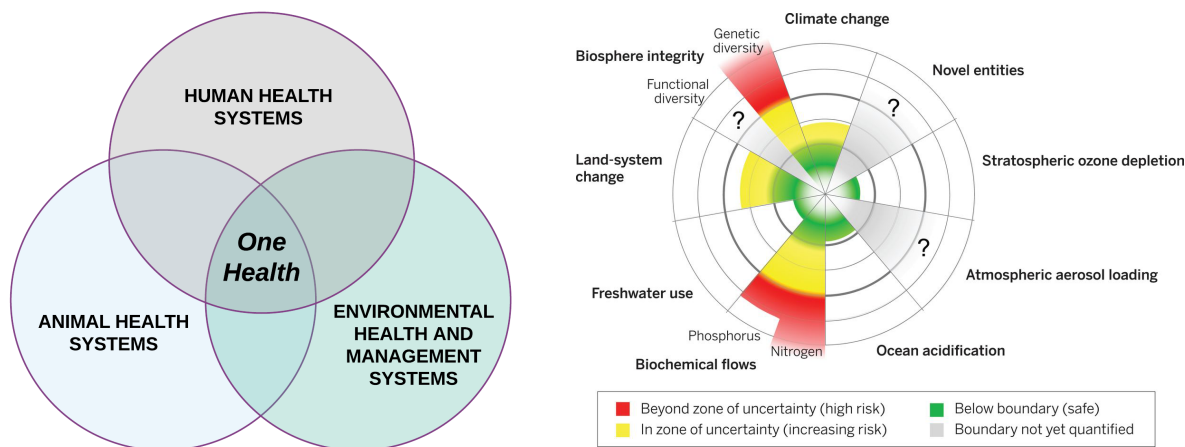 HUMAN HEALTH
SYSTEMS
One
Health
ANIMAL HEALTH
SYSTEMS
ENVIRONMENTAL
HEALTH AND
MANAGEMENT
SYSTEMS
Climate change
Genetic
diversity
Biosphere integrity
Novel entities
Functional
diversity
?
?
Land-system
change
Stratospheric ozone depletion
?
Atmospheric aerosol loading
Freshwater use
Phosphorus
Nitrogen
Ocean acidification
Biochemical flows
Beyond zone of uncertainty (high risk)
Below boundary (safe)
In zone of uncertainty (increasing risk)
Boundary not yet quantified